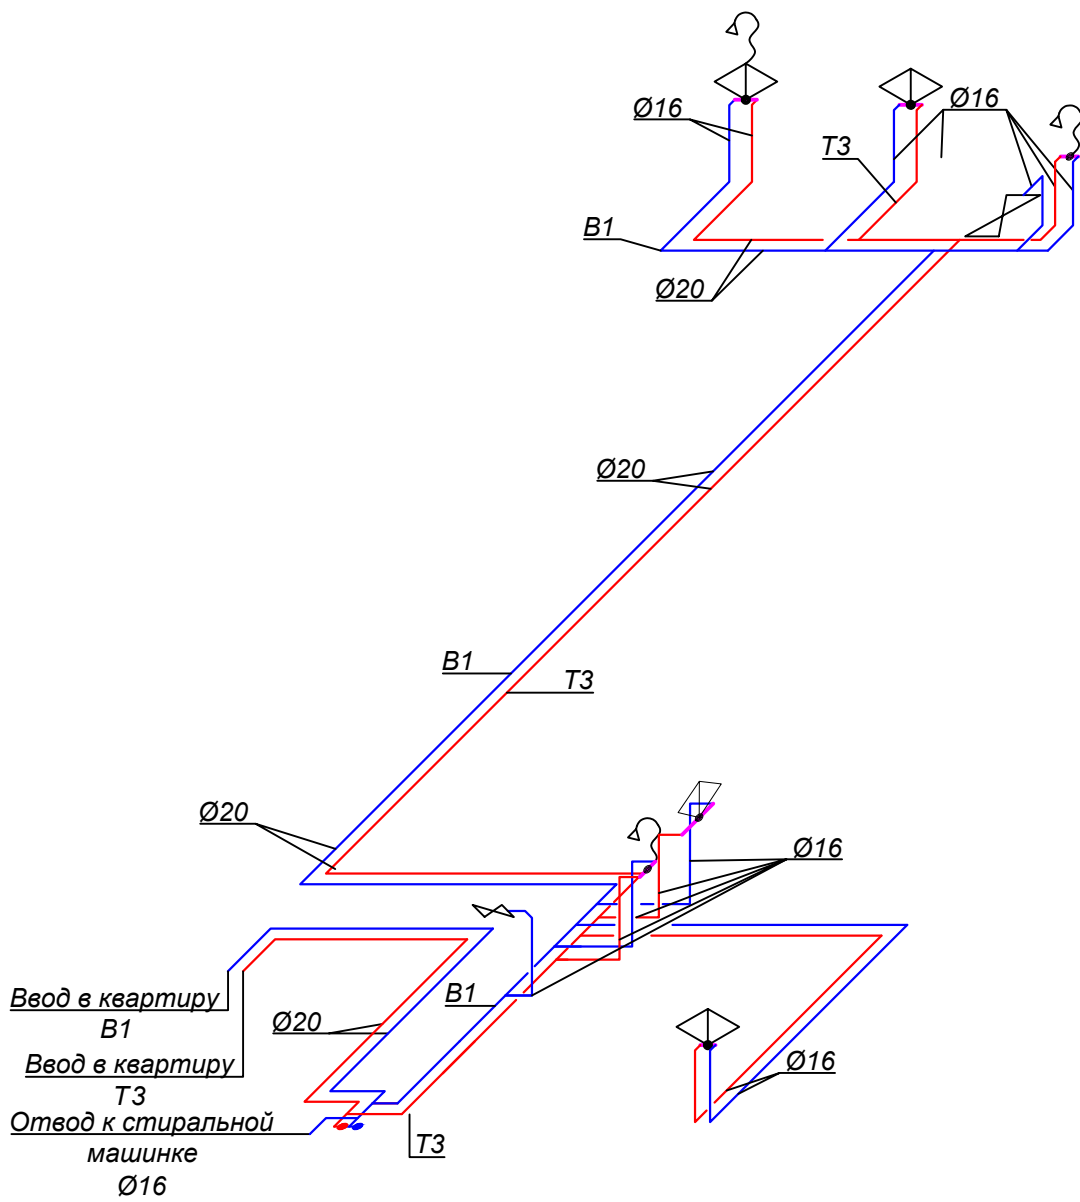 Ø16
Ø16
Т3
В1
Ø20
Ø20
В1
Т3
Ø20
Ø16
Ввод в квартиру
В1
В1
Ø20
Ввод в квартиру
Т3
Ø16
Отвод к стиральной
машинке
Ø16
Т3